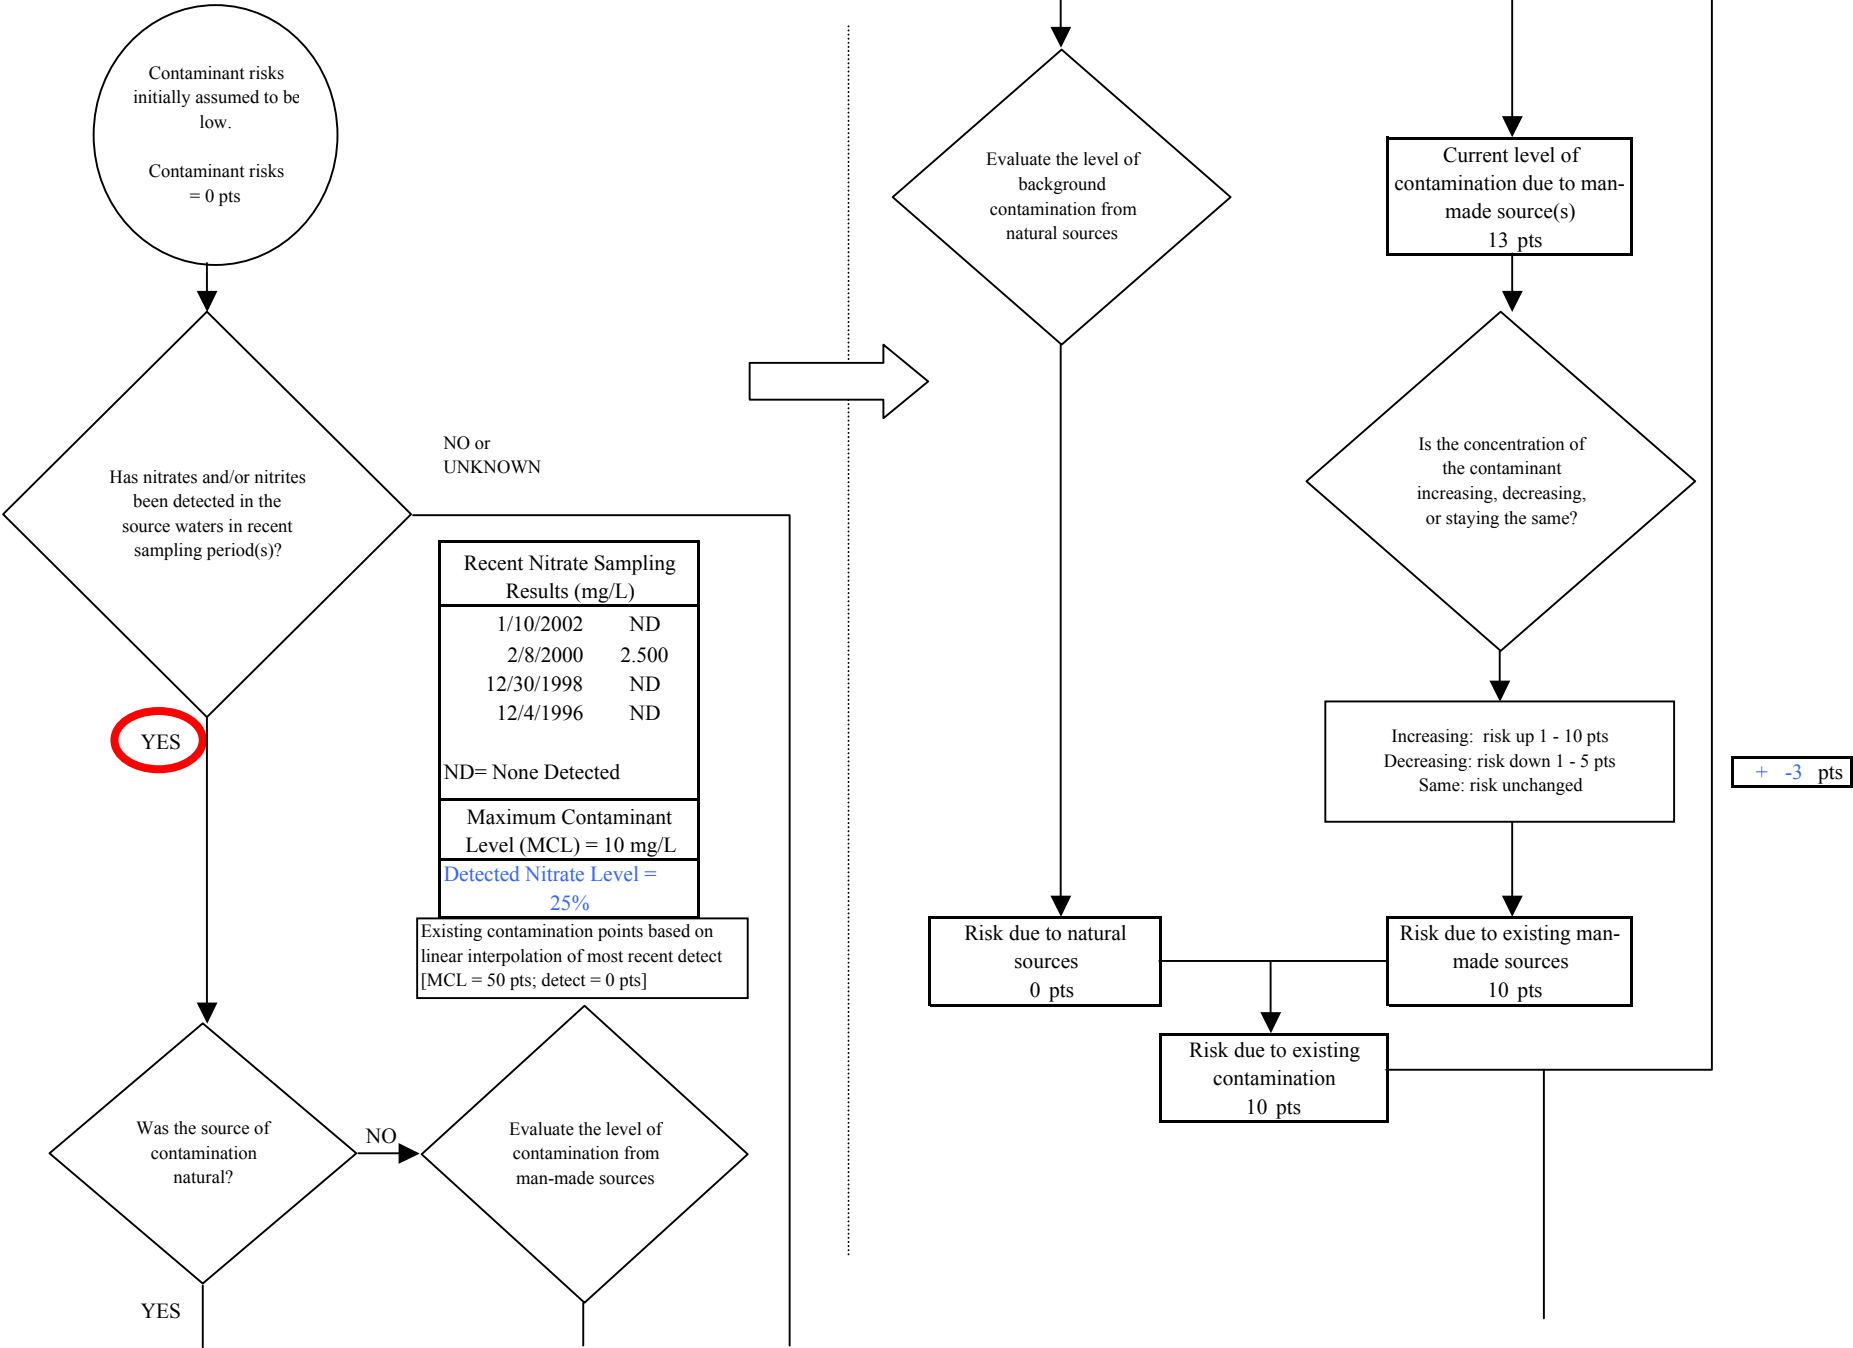 Contaminant risks
initially assumed to be
low.
Contaminant risks
= 0 pts
Has nitrates and/or nitrites
been detected in the
source waters in recent
sampling period(s)?
NO or
UNKNOWN
YES
Recent Nitrate Sampling
Results (mg/L)
1/10/2002 ND
2/8/2000 2.500
12/30/1998 ND
12/4/1996 ND
ND= None Detected
Maximum Contaminant
Level (MCL) = 10 mg/L
Detected Nitrate Level =
25%
Existing contamination points based on
linear interpolation of most recent detect
[MCL = 50 pts; detect = 0 pts]
Was the source of
contamination
natural?
NO
YES
Evaluate the level of
contamination from
man-made sources
Evaluate the level of
background
contamination from
natural sources
Current level of
contamination due to man-
made source(s)
13 pts
Is the concentration of
the contaminant
increasing, decreasing,
or staying the same?
Increasing: risk up 1 - 10 pts
Decreasing: risk down 1 - 5 pts
Same: risk unchanged
+ -3 pts
Risk due to natural
sources
0 pts
Risk due to existing man-
made sources
10 pts
Risk due to existing
contamination
10 pts